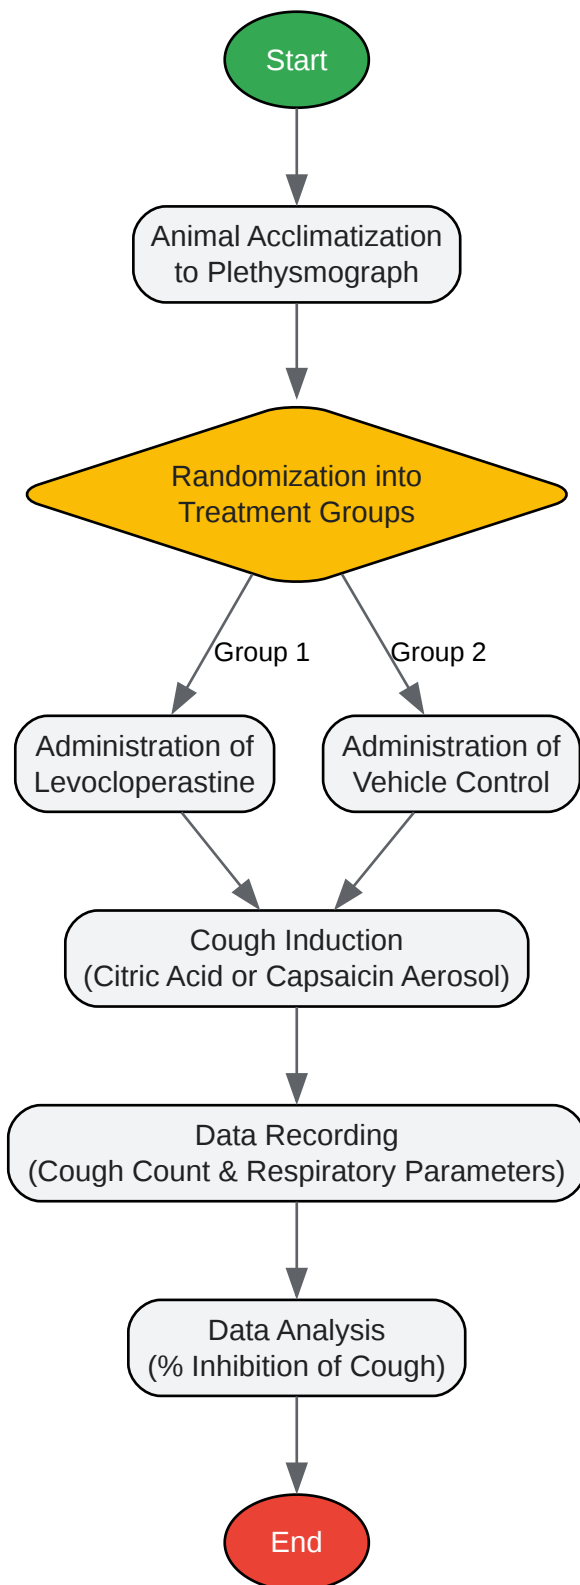 Start
Animal Acclimatization
to Plethysmograph
Randomization into
Treatment Groups
Group 1
Group 2
Administration of
Levocloperastine
Administration of
Vehicle Control
Cough Induction
(Citric Acid or Capsaicin Aerosol)
Data Recording
(Cough Count & Respiratory Parameters)
Data Analysis
(% Inhibition of Cough)
End